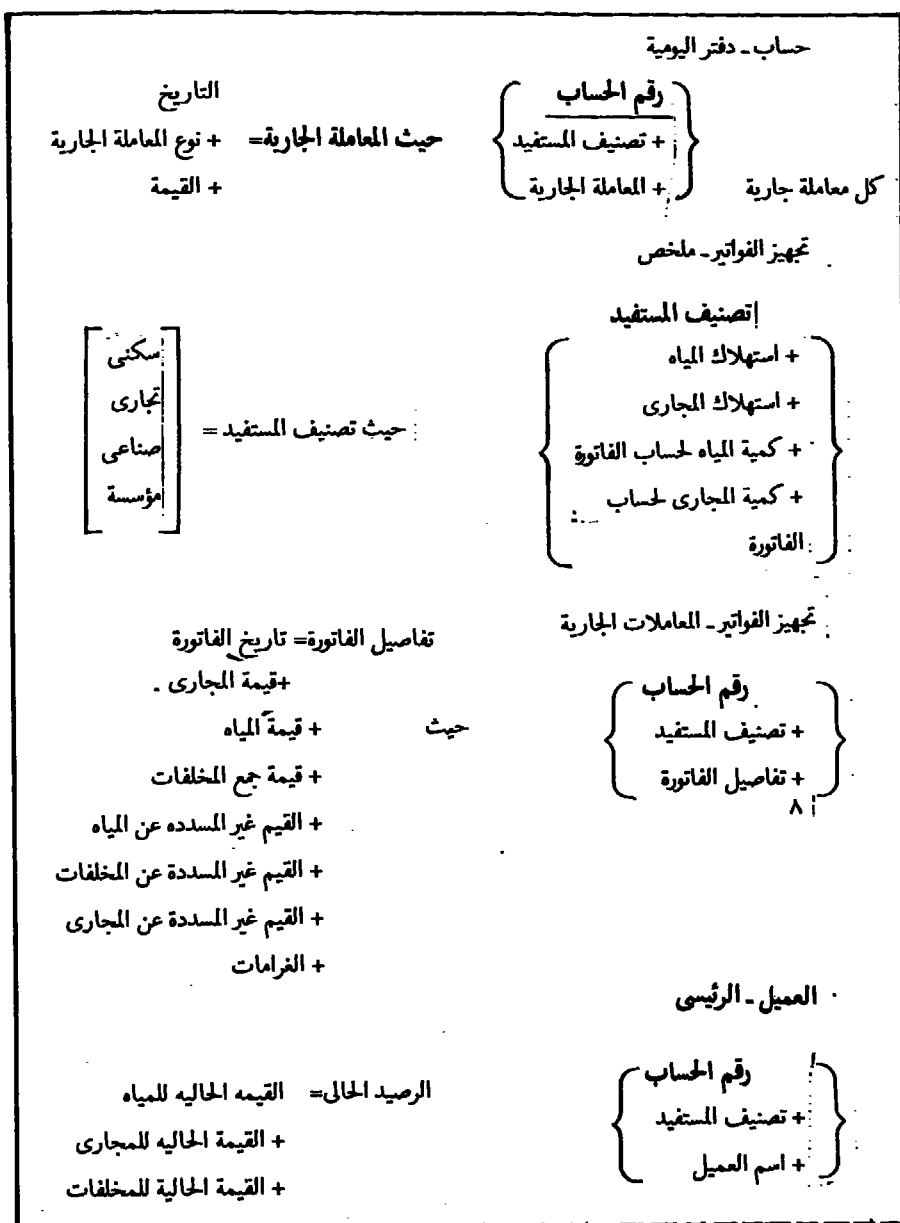 حساب - دفتر اليومية
رقم الحساب
+ تصنيف المستفيد
+ المعاملة الجارية
كل معاملة جارية
حيث المعاملة الجارية=
التاريخ
+ نوع المعاملة الجارية
+ القيمة
تجهيز الفواتير - ملخص
تصنيف المستفيد
+ استهلاك المياه
+ استهلاك المجارى
+ كمية المياه لحساب الفاتورة
+ كمية المجارى لحساب
الفاتورة
حيث تصنيف المستفيد =
سكنى
تجارى
صناعى
مؤسسة
تجهيز الفواتير - المعاملات الجارية
رقم الحساب
+ تصنيف المستفيد
+ تفاصيل الفاتورة
٨
حيث
تفاصيل الفاتورة= تاريخ الفاتورة
+قيمة المجارى
+ قيمة المياه
+ قيمة جمع المخلفات
+ القيم غير المسدده عن المياه
+ القيم غير المسددة عن المخلفات
+ القيم غير المسددة عن المجارى
+ الغرامات
العميل - الرئيسى
رقم الحساب
+ تصنيف المستفيد
+ اسم العميل
الرصيد الحالى= القيمه الحاليه للمياه
+ القيمة الحاليه للمجارى
+ القيمة الحالية للمخلفات